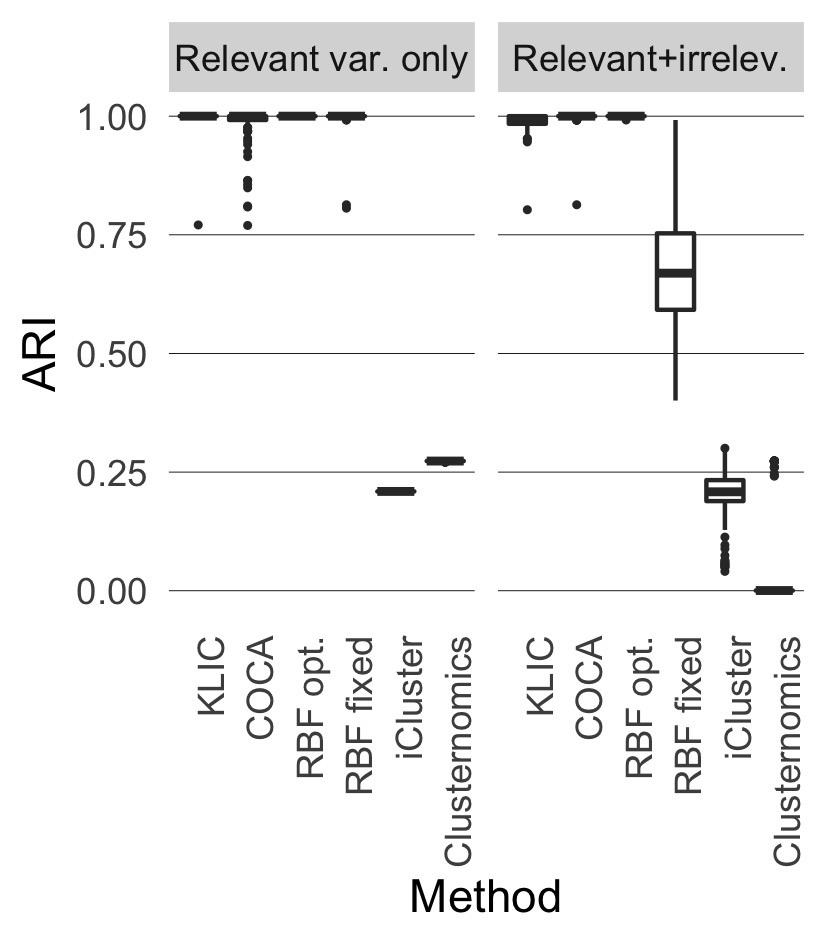 Relevant var. only
Relevant+irrelev.
1.00
0.75
0.50
0.25
0.00
ARI
KLIC
COCA
RBF opt.
RBF fixed
iCluster
Clusternomics
KLIC
COCA
RBF opt.
RBF fixed
iCluster
Clusternomics
Method